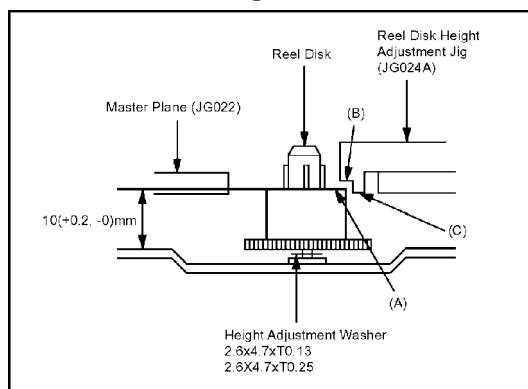 Reel Disk Height
Adjustment Jig
(JG024A)
Reel Disk
Master Plane (JG022)
(B)
10(+0.2, -0)mm
(C)
(A)
Height Adjustment Washer
2.6x4.7xT0.13
2.6X4.7xT0.25